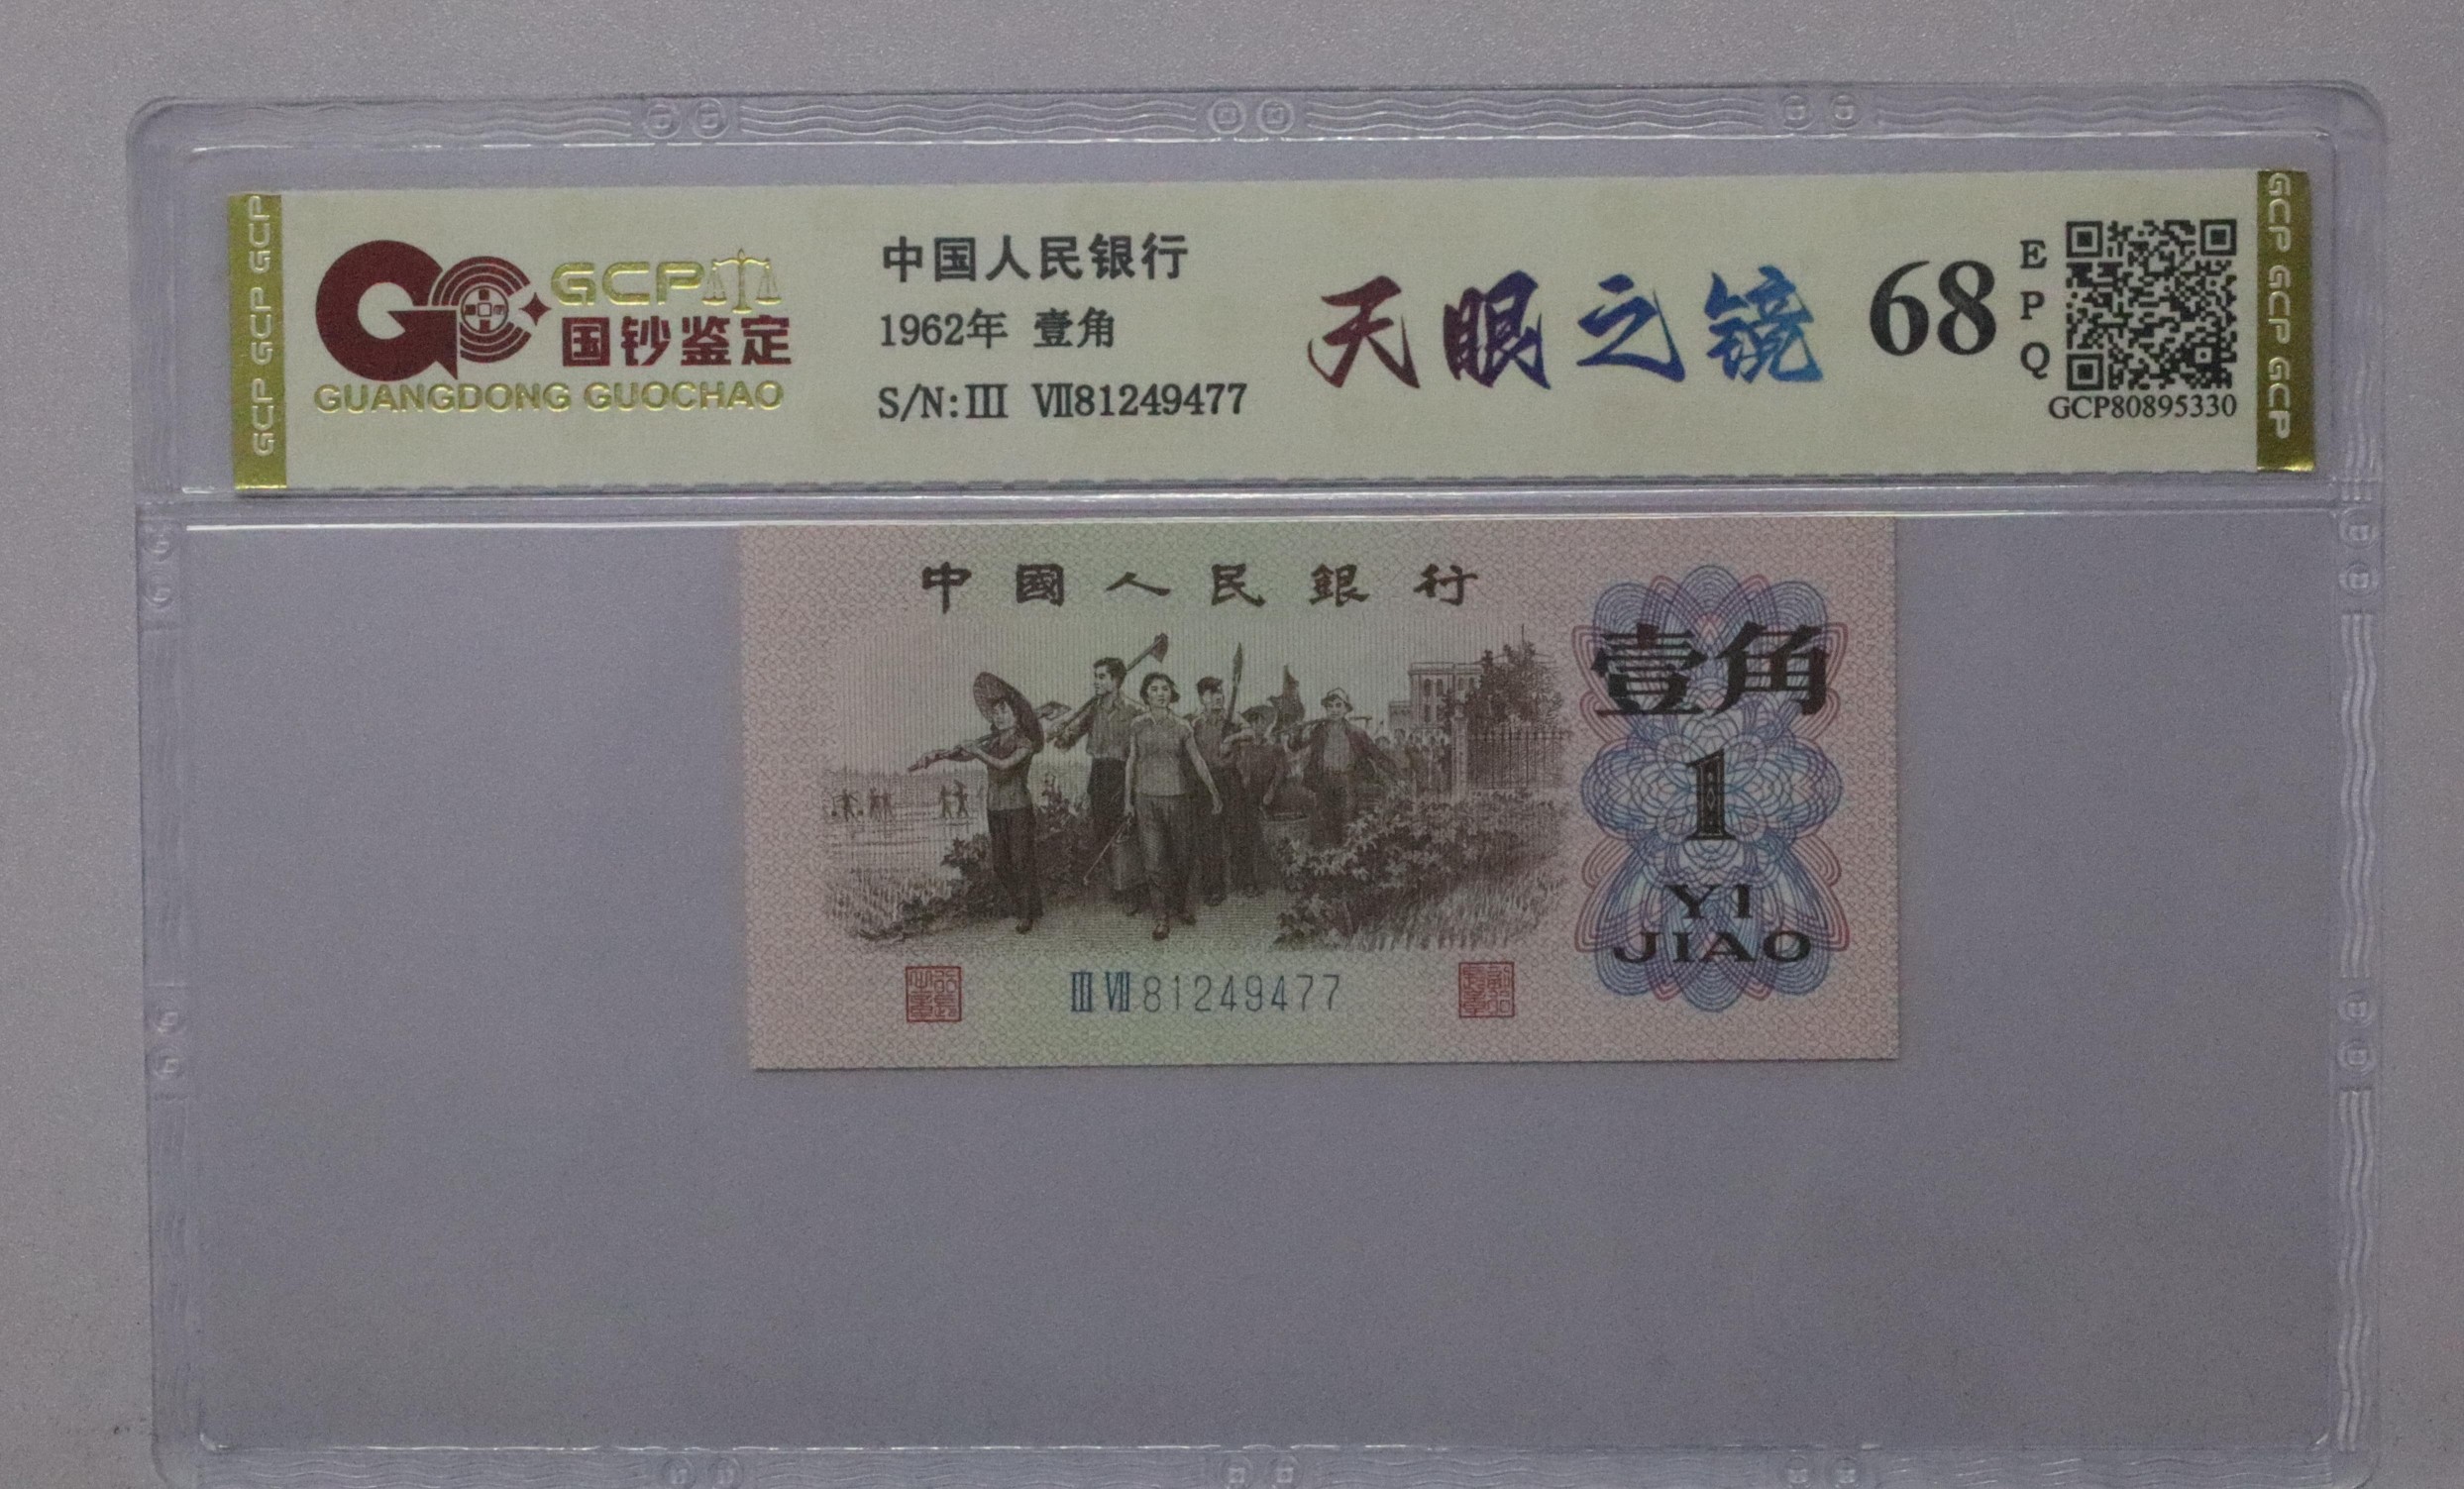 GCP GCP GCP
GCP
国钞鉴定
GUANGDONG GUOCHAO
中国人民银行
1962年 壹角
S/N:III VII81249477
天眼之镜
68
E
P
Q
GCP80895330
GCP GCP GCP
中國人民銀行
壹角
1
YI
JIAO
III VII 81249477